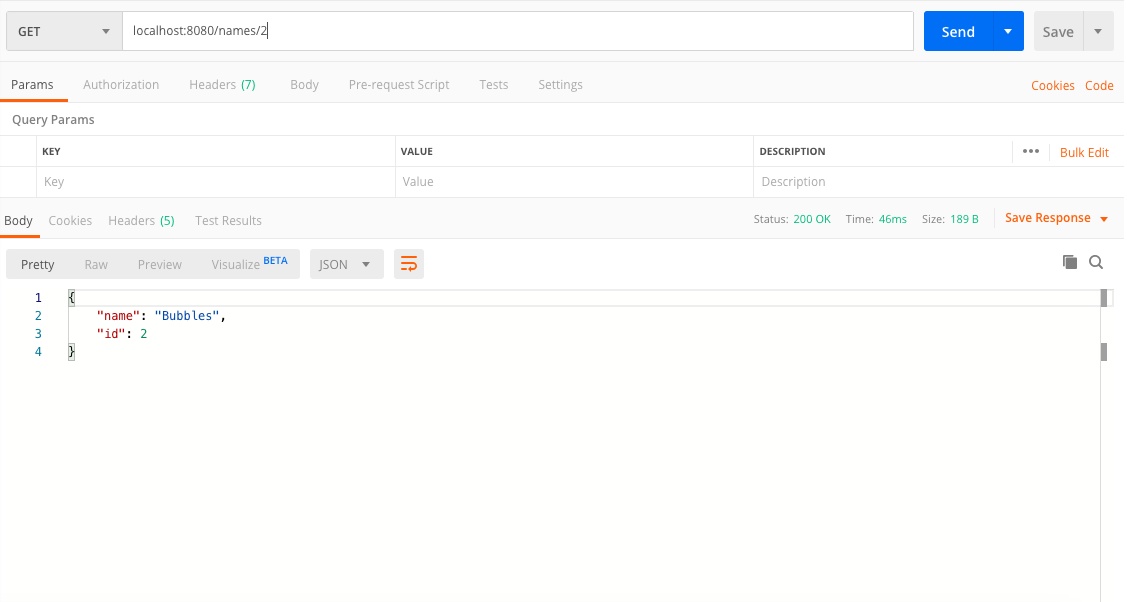 GET localhost:8080/names/2 Send Save
Params Authorization Headers (7) Body Pre-request Script Tests Settings Cookies Code
Query Params
KEY VALUE DESCRIPTION ••• Bulk Edit
Key Value Description
Body Cookies Headers (5) Test Results Status: 200 OK Time: 46ms Size: 189 B Save Response
Pretty Raw Preview Visualize BETA JSON
1 {
2 "name": "Bubbles",
3 "id": 2
4 }